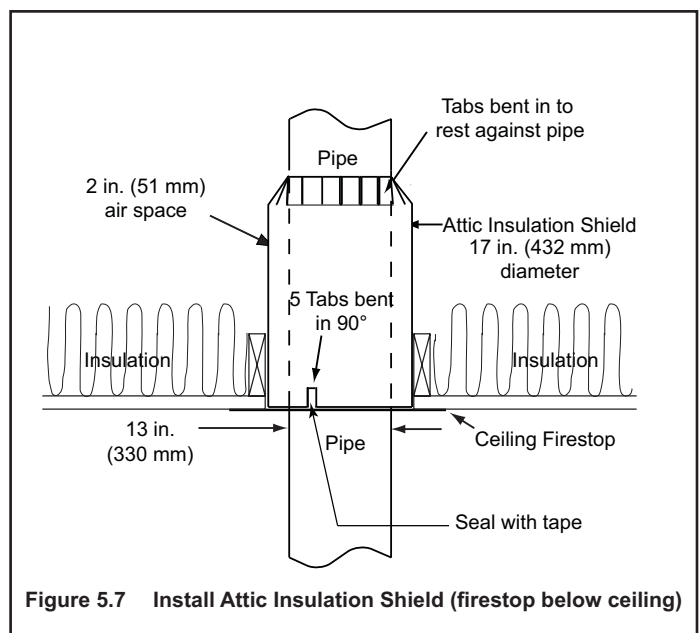 Tabs bent in to
rest against pipe
Pipe
2 in. (51 mm)
air space
Attic Insulation Shield
17 in. (432 mm)
diameter
5 Tabs bent
in 90°
Insulation
Insulation
13 in.
(330 mm)
Pipe
Ceiling Firestop
Seal with tape
Figure 5.7 Install Attic Insulation Shield (firestop below ceiling)